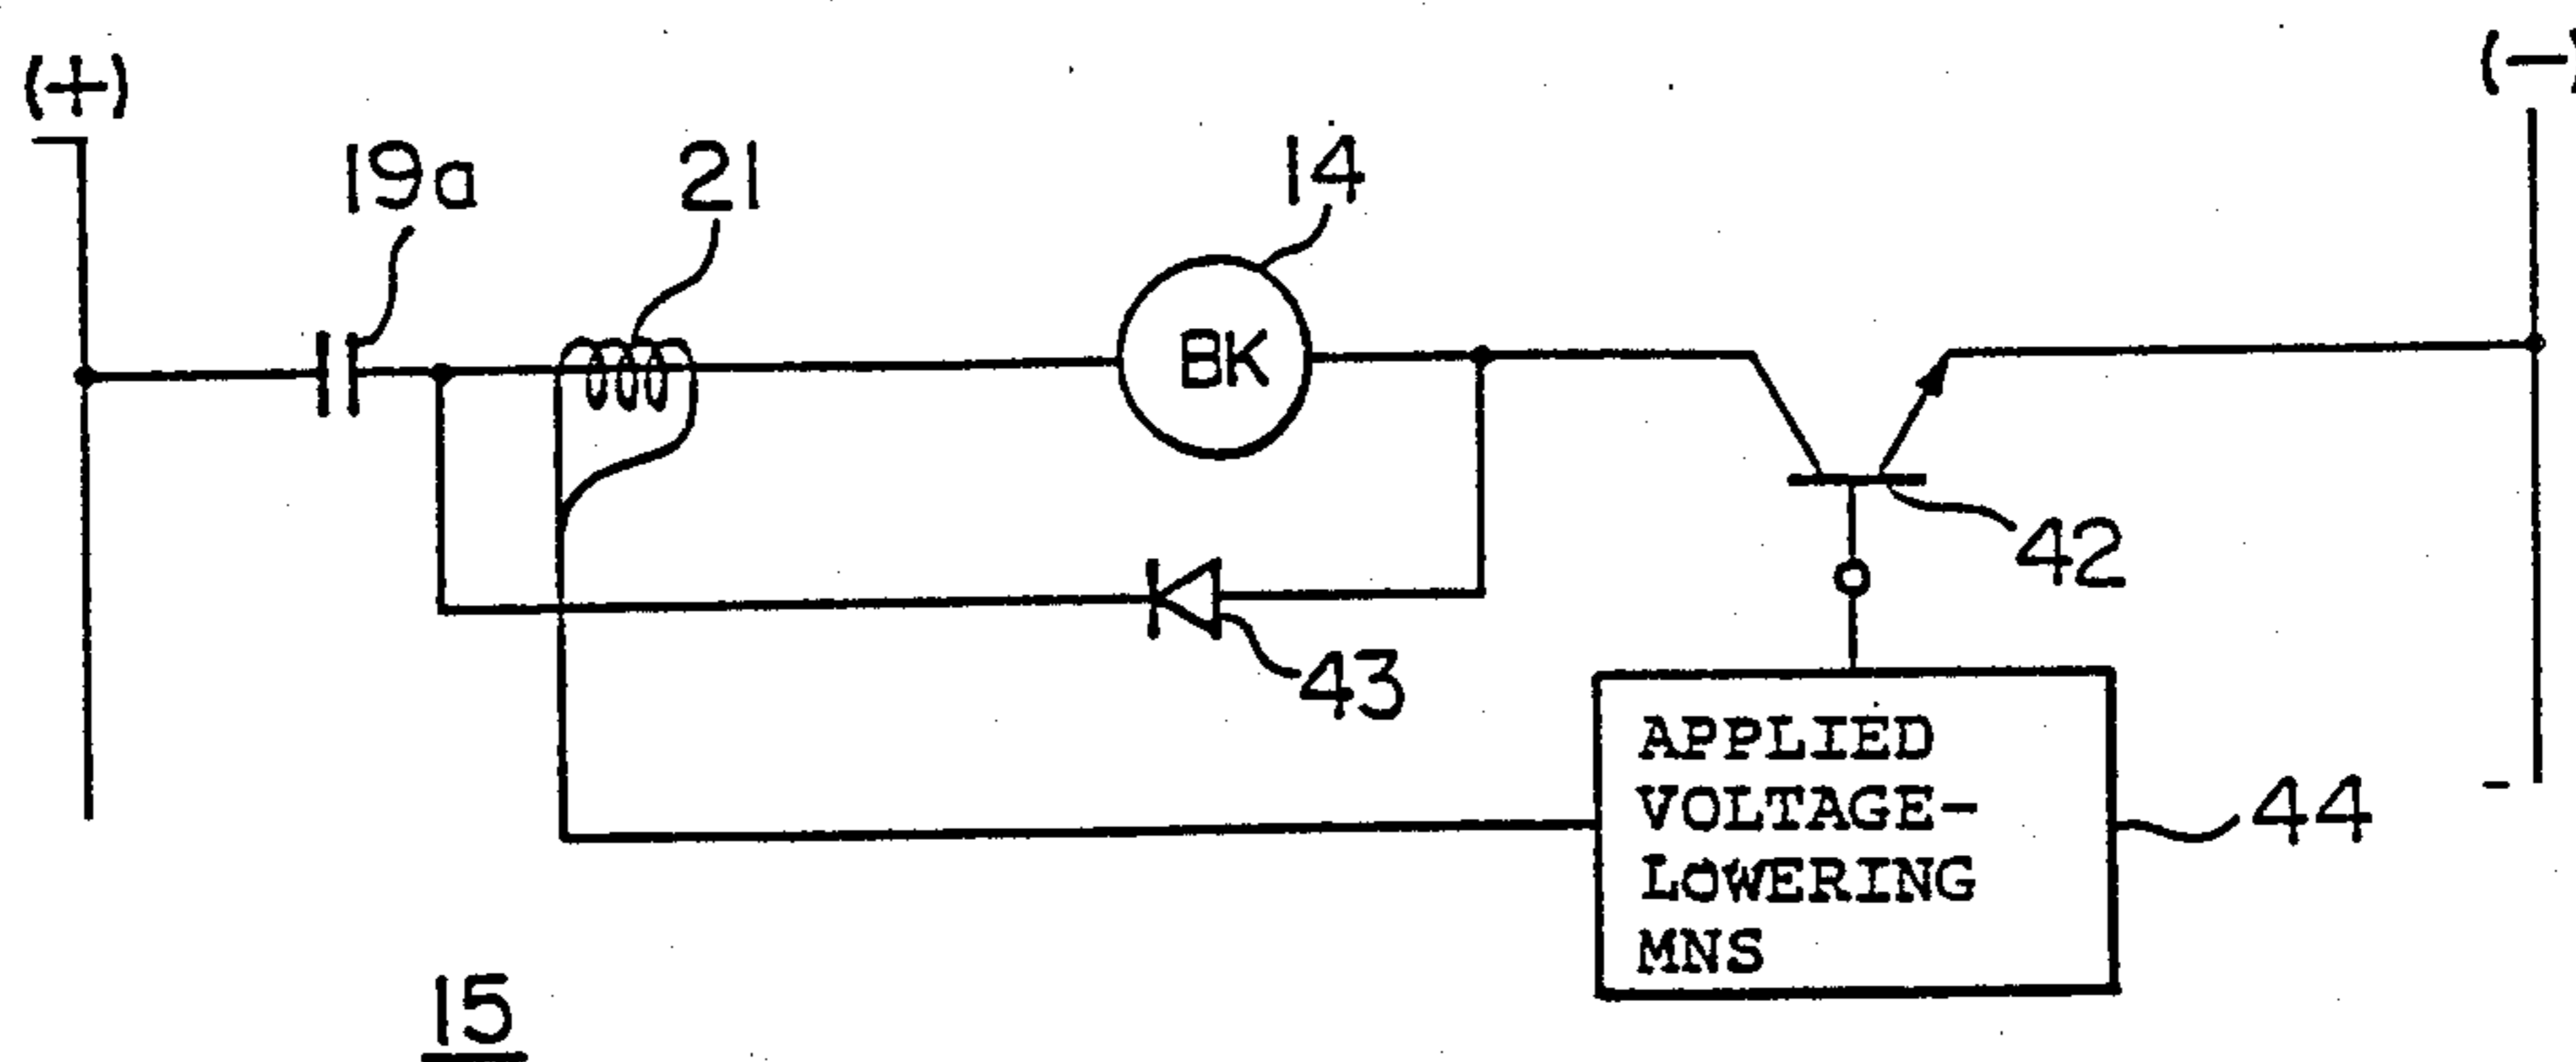 (+)
(-)
19a
21
14
BK
42
43
APPLIED
VOLTAGE-
LOWERING
MNS
44
15